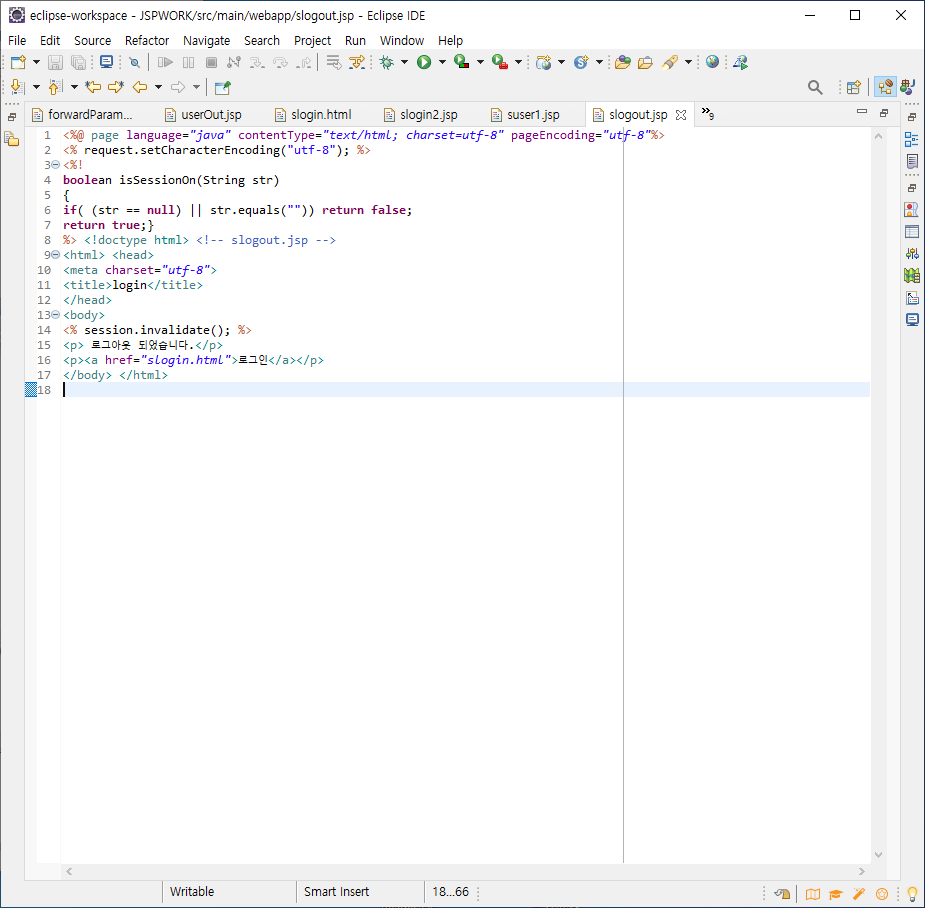 eclipse-workspace - JSPWORK/src/main/webapp/slogout.jsp - Eclipse IDE
File Edit Source Refactor Navigate Search Project Run Window Help
forwardParam... userOut.jsp slogin.html slogin2.jsp suser1.jsp slogout.jsp »9
1 <%@ page language="java" contentType="text/html; charset=utf-8" pageEncoding="utf-8"%>
2 <% request.setCharacterEncoding("utf-8"); %>
3 <%!
4 boolean isSessionOn(String str)
5 {
6 if( (str == null) || str.equals("")) return false;
7 return true;}
8 %> <!doctype html> <!-- slogout.jsp -->
9 <html> <head>
10 <meta charset="utf-8">
11 <title>login</title>
12 </head>
13 <body>
14 <% session.invalidate(); %>
15 <p> 로그아웃 되었습니다.</p>
16 <p><a href="slogin.html">로그인</a></p>
17 </body> </html>
18
Writable Smart Insert 18...66